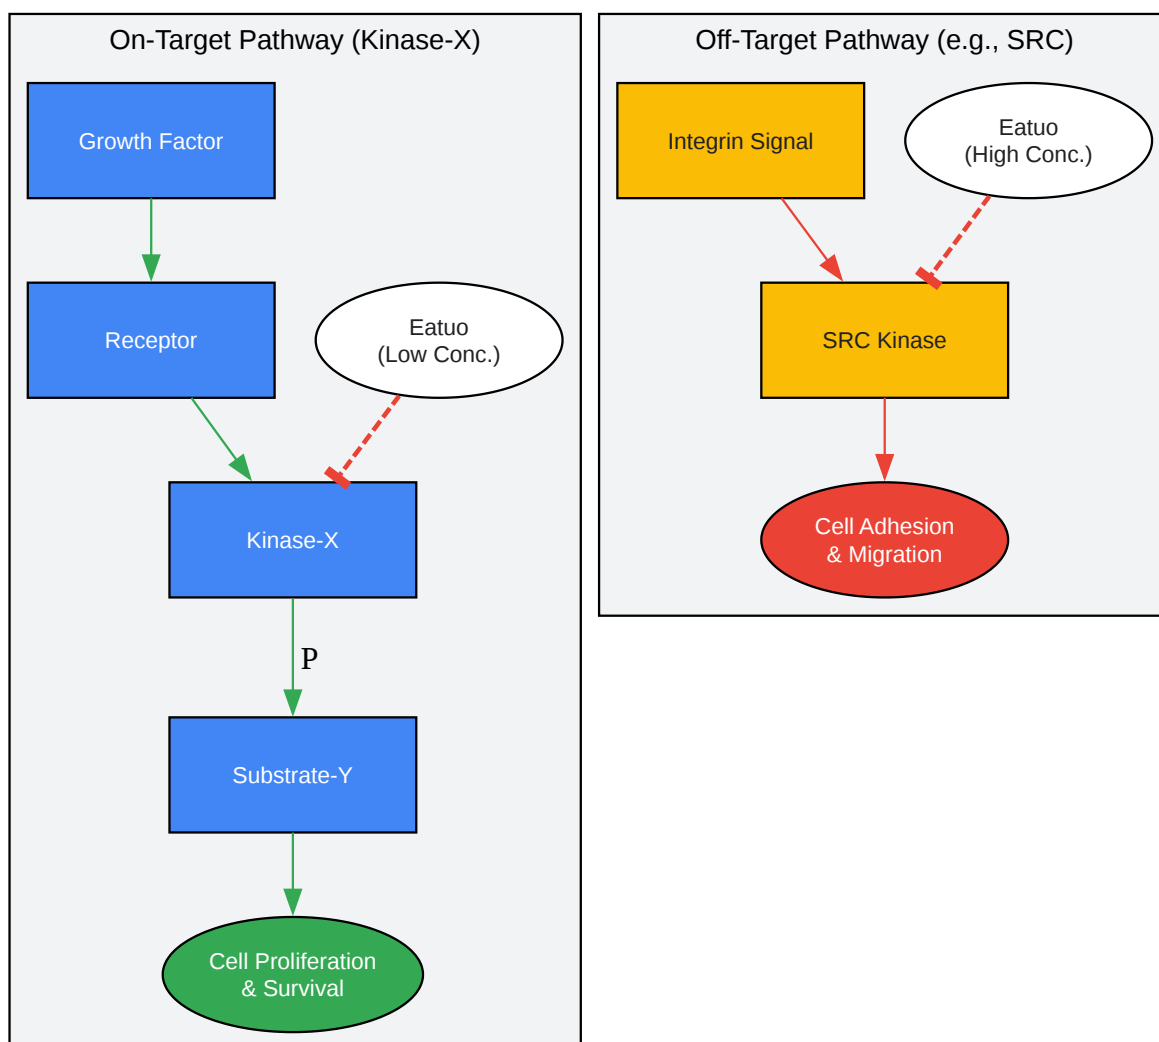 On-Target Pathway (Kinase-X)
Growth Factor
Receptor
Eatuo
(Low Conc.)
Kinase-X
P
Substrate-Y
Cell Proliferation
& Survival
Off-Target Pathway (e.g., SRC)
Integrin Signal
Eatuo
(High Conc.)
SRC Kinase
Cell Adhesion
& Migration